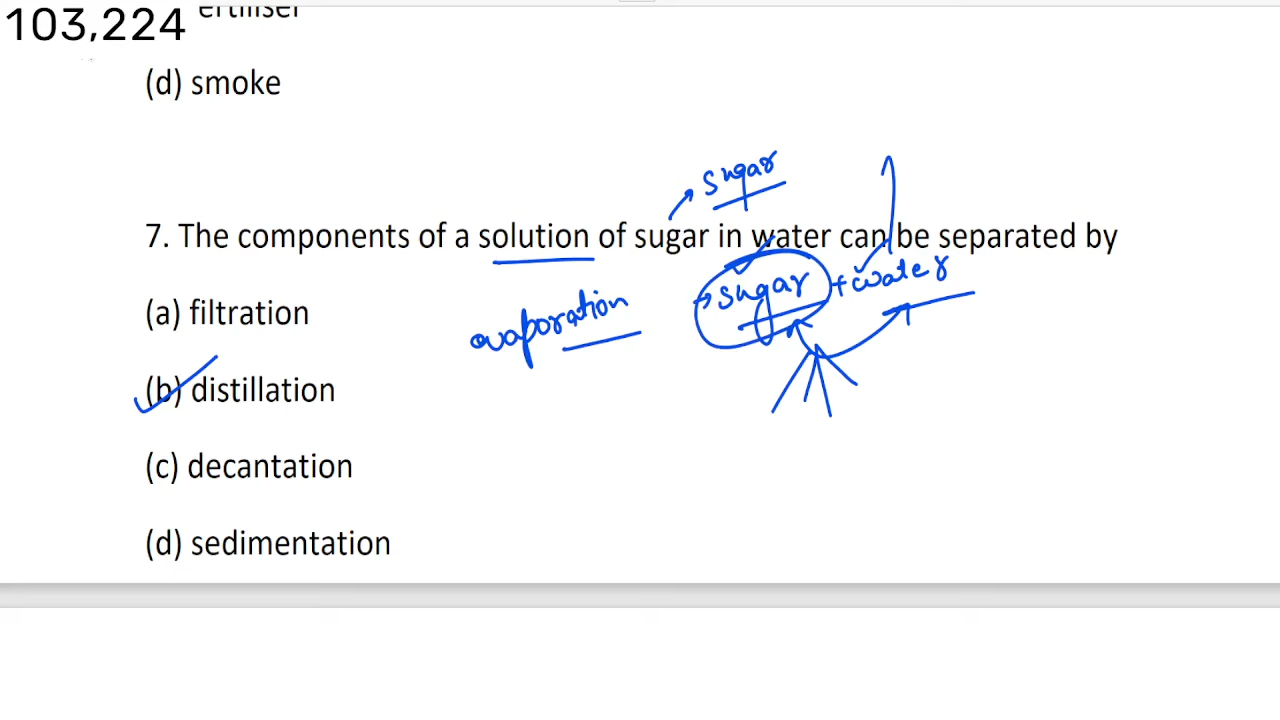 103,224
ertiliser
(d) smoke
sugar
7. The components of a solution of sugar in water can be separated by
sugar + water
(a) filtration
evaporation
(b) distillation
(c) decantation
(d) sedimentation